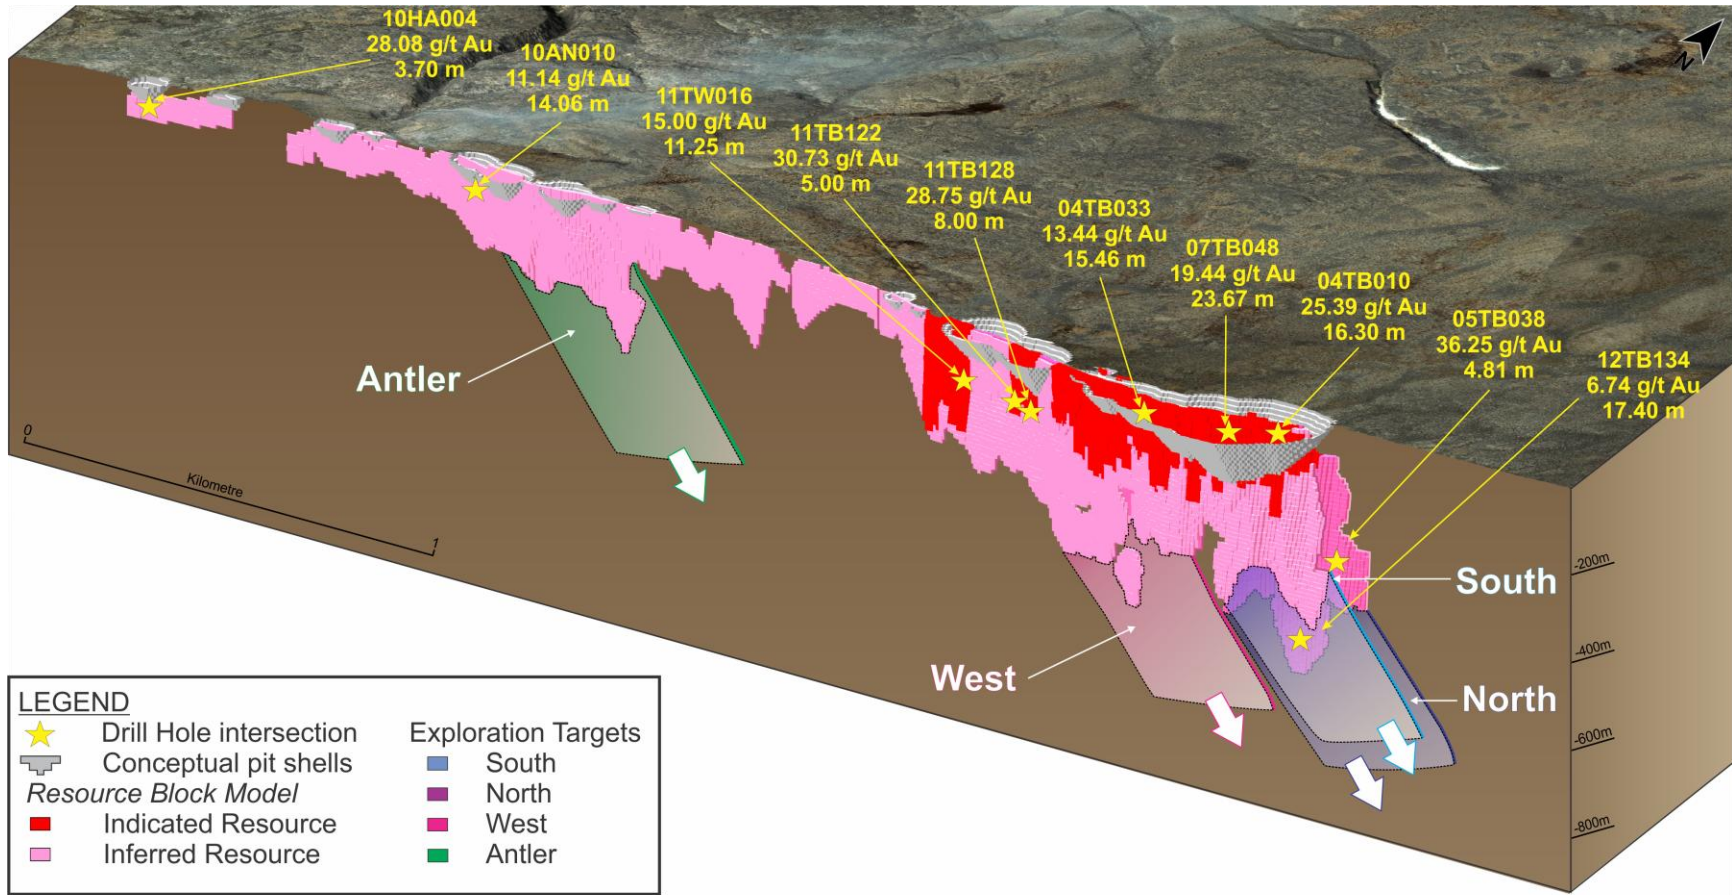 10HA004
28.08 g/t Au
3.70 m
10AN010
11.14 g/t Au
14.06 m
11TW016
15.00 g/t Au
11.25 m
11TB122
30.73 g/t Au
5.00 m
11TB128
28.75 g/t Au
8.00 m
04TB033
13.44 g/t Au
15.46 m
07TB048
19.44 g/t Au
23.67 m
04TB010
25.39 g/t Au
16.30 m
05TB038
36.25 g/t Au
4.81 m
12TB134
6.74 g/t Au
17.40 m
N
Antler
West
South
North
0
Kilometre
1
-200m
-400m
-600m
-800m
LEGEND
Drill Hole intersection
Conceptual pit shells
Resource Block Model
Indicated Resource
Inferred Resource
Exploration Targets
South
North
West
Antler